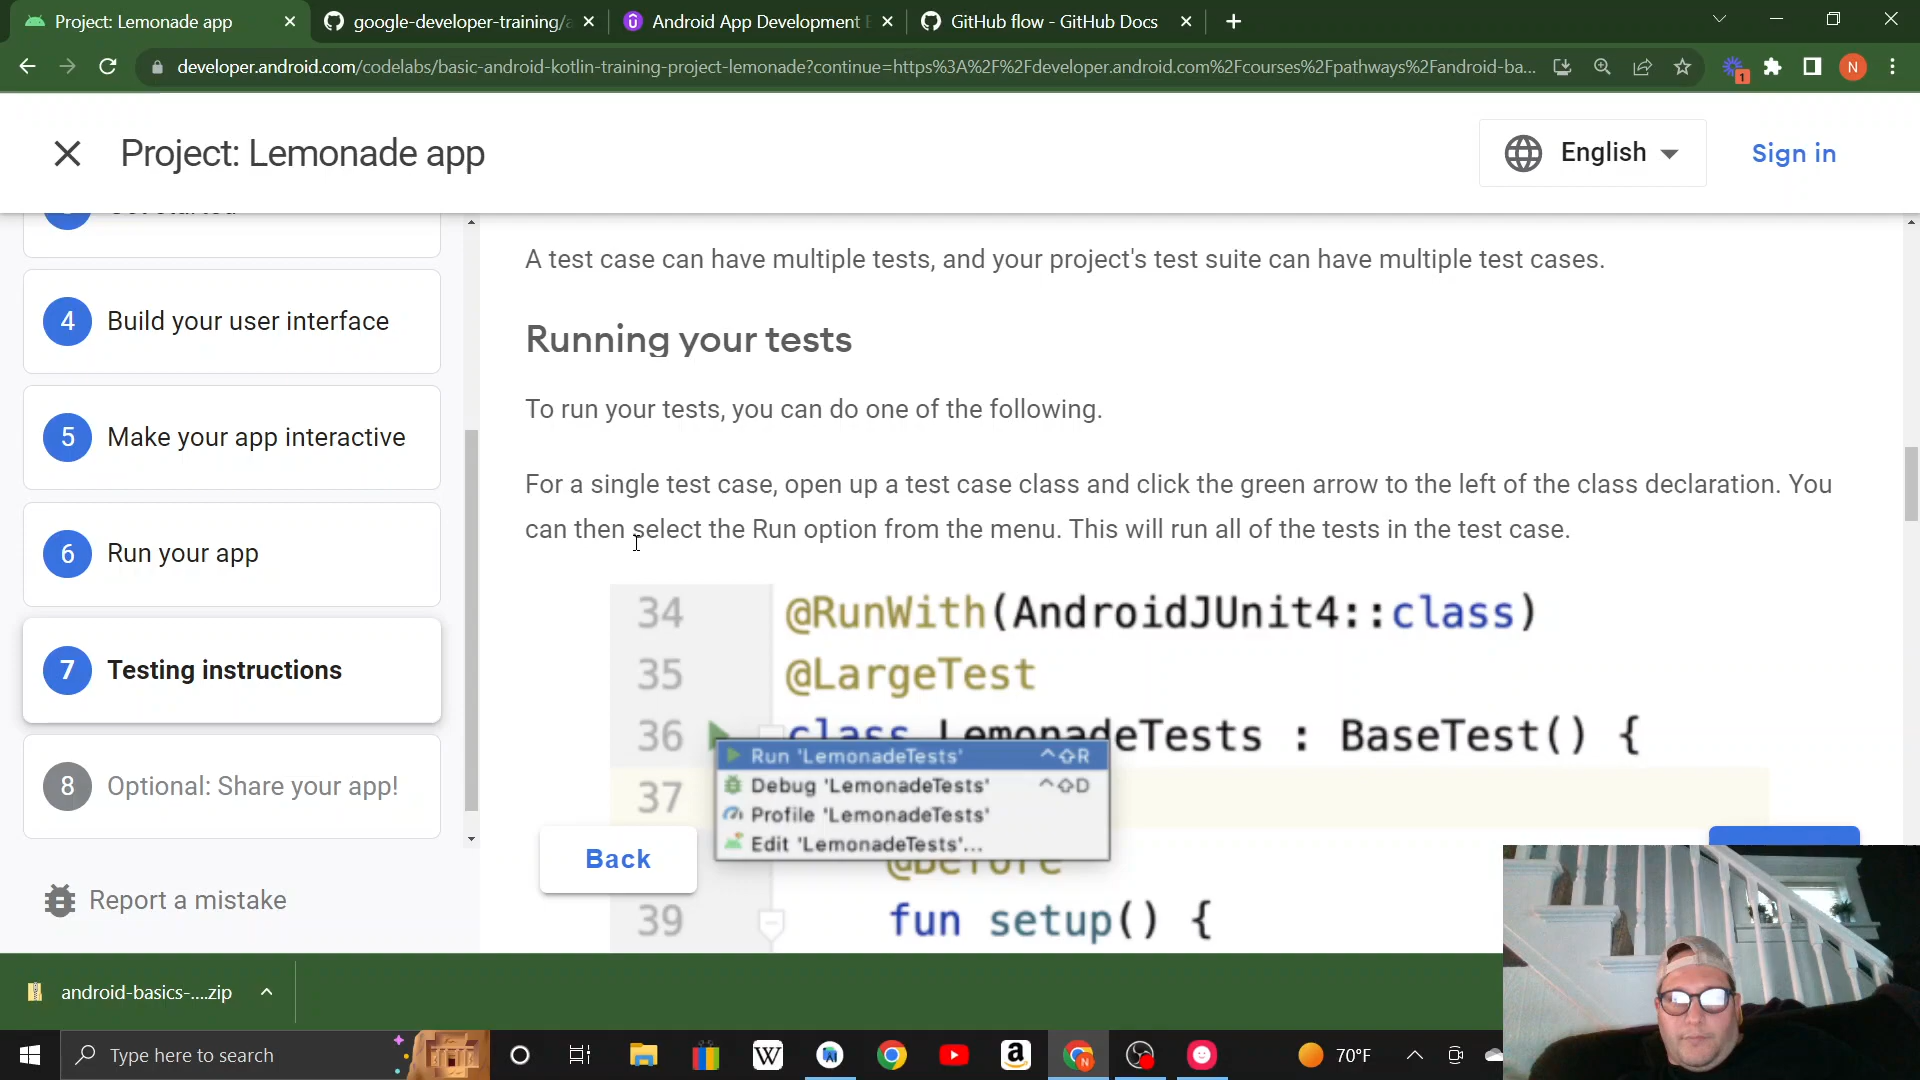 Project: Lemonade app
google-developer-training/a
Android App Development
GitHub flow - GitHub Docs
developer.android.com/codelabs/basic-android-kotlin-training-project-lemonade?continue=https%3A%2F%2Fdeveloper.android.com%2Fcourses%2Fpathways%2Fandroid-ba...
1
N
Project: Lemonade app
English
Sign in
4 Build your user interface
5 Make your app interactive
6 Run your app
7 Testing instructions
8 Optional: Share your app!
Report a mistake
A test case can have multiple tests, and your project's test suite can have multiple test cases.
Running your tests
To run your tests, you can do one of the following.
For a single test case, open up a test case class and click the green arrow to the left of the class declaration. You
can then select the Run option from the menu. This will run all of the tests in the test case.
34 @RunWith(AndroidJUnit4::class)
35 @LargeTest
36 class LemonadeTests : BaseTest() {
Run 'LemonadeTests' ^⇧R
37 Debug 'LemonadeTests' ^⇧D
Profile 'LemonadeTests'
Edit 'LemonadeTests'...
@Before
39 fun setup() {
Back
android-basics-....zip
Type here to search
W
a
N
70°F